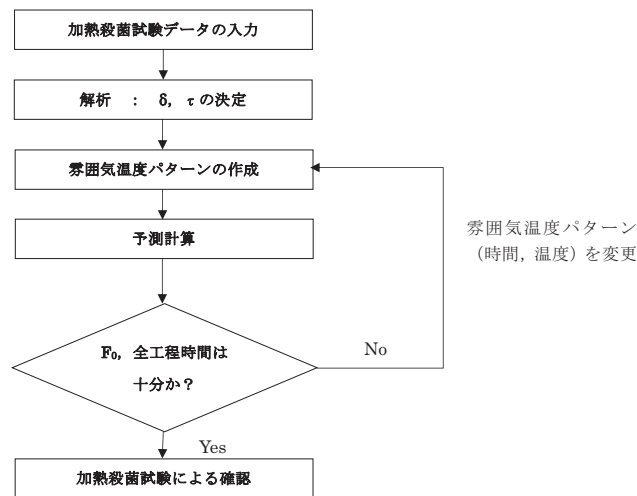 加熱殺菌試験データの入力
解析 : δ, τの決定
雰囲気温度パターンの作成
雰囲気温度パターン
(時間, 温度) を変更
予測計算
F₀, 全工程時間は
十分か?
No
Yes
加熱殺菌試験による確認